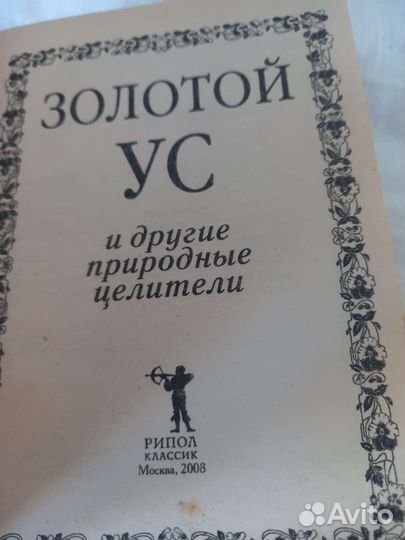 ЗОЛОТОЙ
УС
и другие
природные
целители
РИПОЛ
КЛАССИК
Москва, 2008
Avito